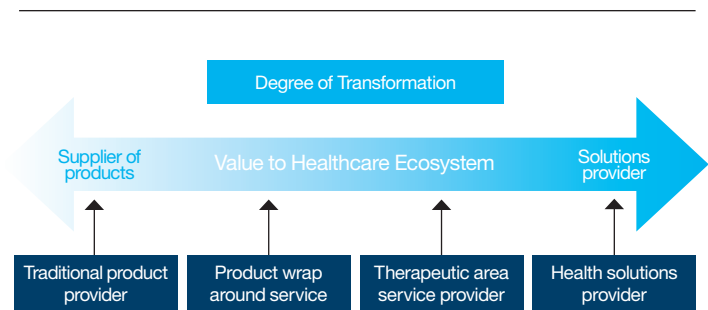 Degree of Transformation
Supplier of
products
Value to Healthcare Ecosystem
Solutions
provider
Traditional product
provider
Product wrap
around service
Therapeutic area
service provider
Health solutions
provider